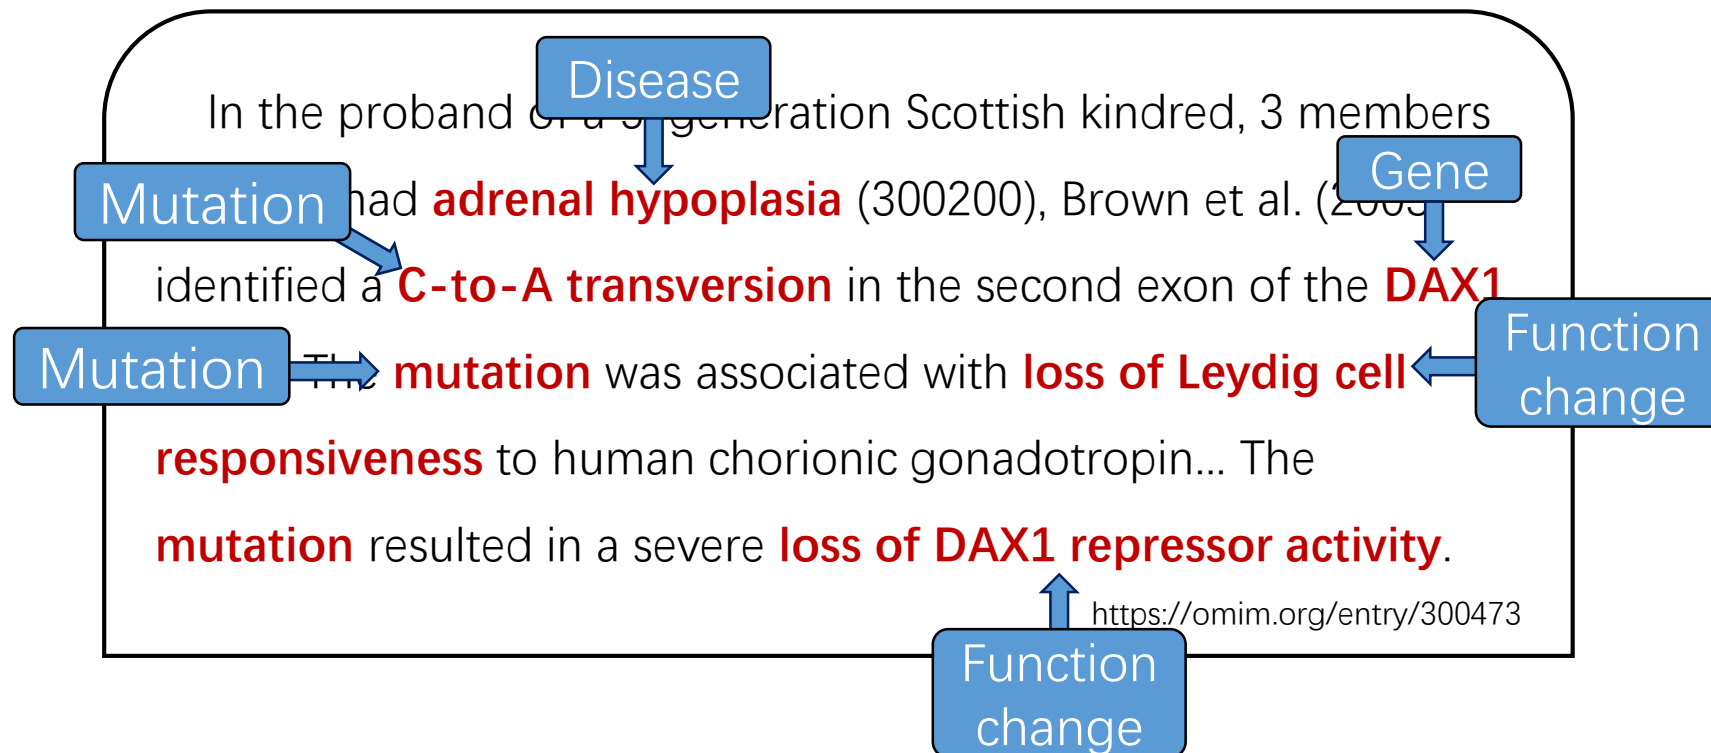 Disease
In the proband of a generation Scottish kindred, 3 members
Gene
Mutation
had adrenal hypoplasia (300200), Brown et al.
identified a C-to-A transversion in the second exon of the DAX1
Function
change
Mutation
The mutation was associated with loss of Leydig cell
responsiveness to human chorionic gonadotropin... The
mutation resulted in a severe loss of DAX1 repressor activity.
https://omim.org/entry/300473
Function
change